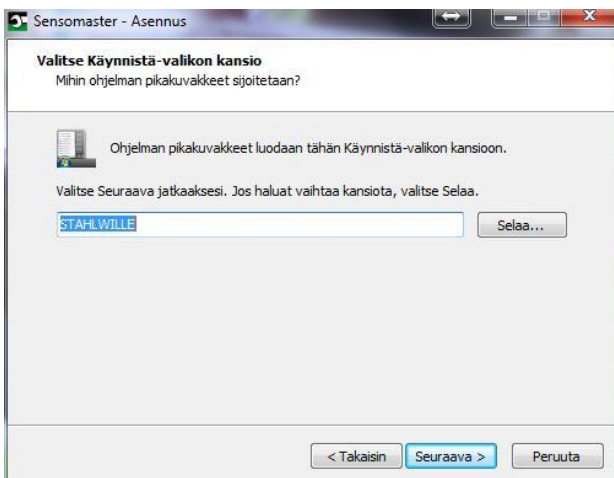 Sensomaster - Asennus
Valitse Käynnistä-valikon kansio
Mihin ohjelman pikakuvakkeet sijoitetaan?
Ohjelman pikakuvakkeet luodaan tähän Käynnistä-valikon kansioon.
Valitse Seuraava jatkaaksesi. Jos haluat vaihtaa kansiota, valitse Selaa.
STAHLWILLE Selaa...
< Takaisin Seuraava > Peruuta